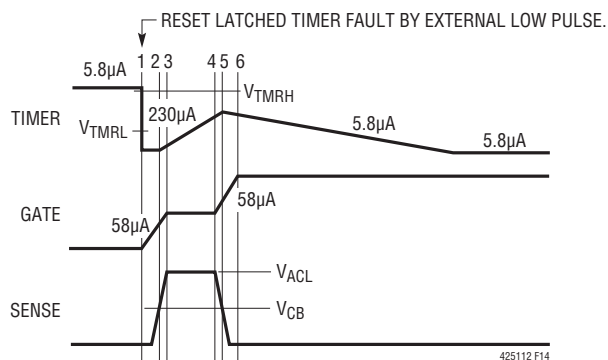 RESET LATCHED TIMER FAULT BY EXTERNAL LOW PULSE.
1 2 3 4 5 6
5.8µA
VTMRH
TIMER
VTMRL
230µA
5.8µA
5.8µA
GATE
58µA
58µA
VACL
SENSE
VCB
425112 F14